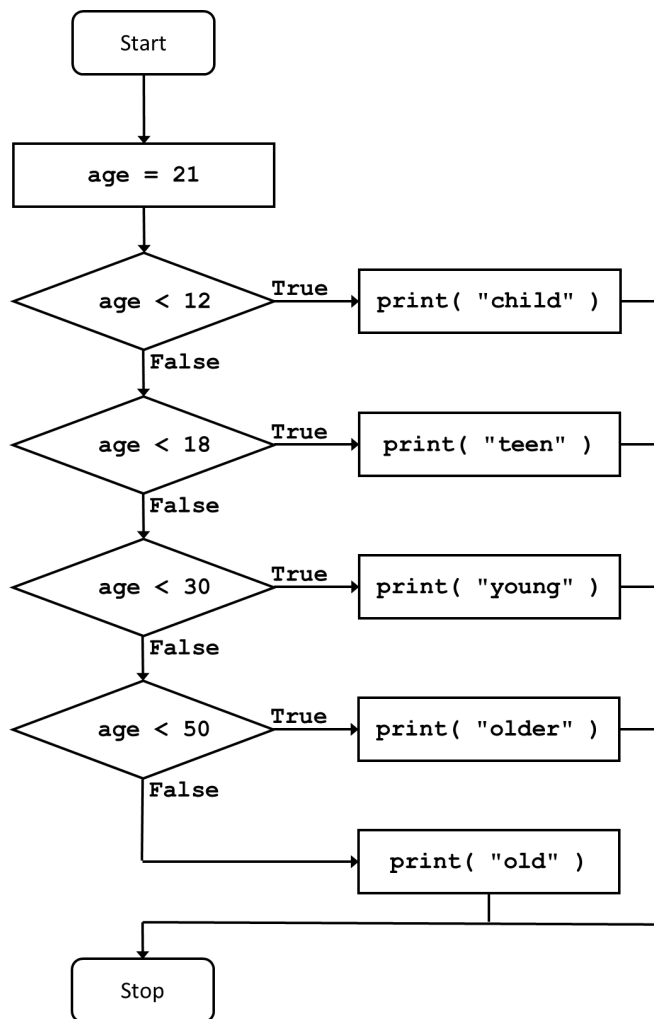 Start
age = 21
age < 12
True
print( "child" )
False
age < 18
True
print( "teen" )
False
age < 30
True
print( "young" )
False
age < 50
True
print( "older" )
False
print( "old" )
Stop